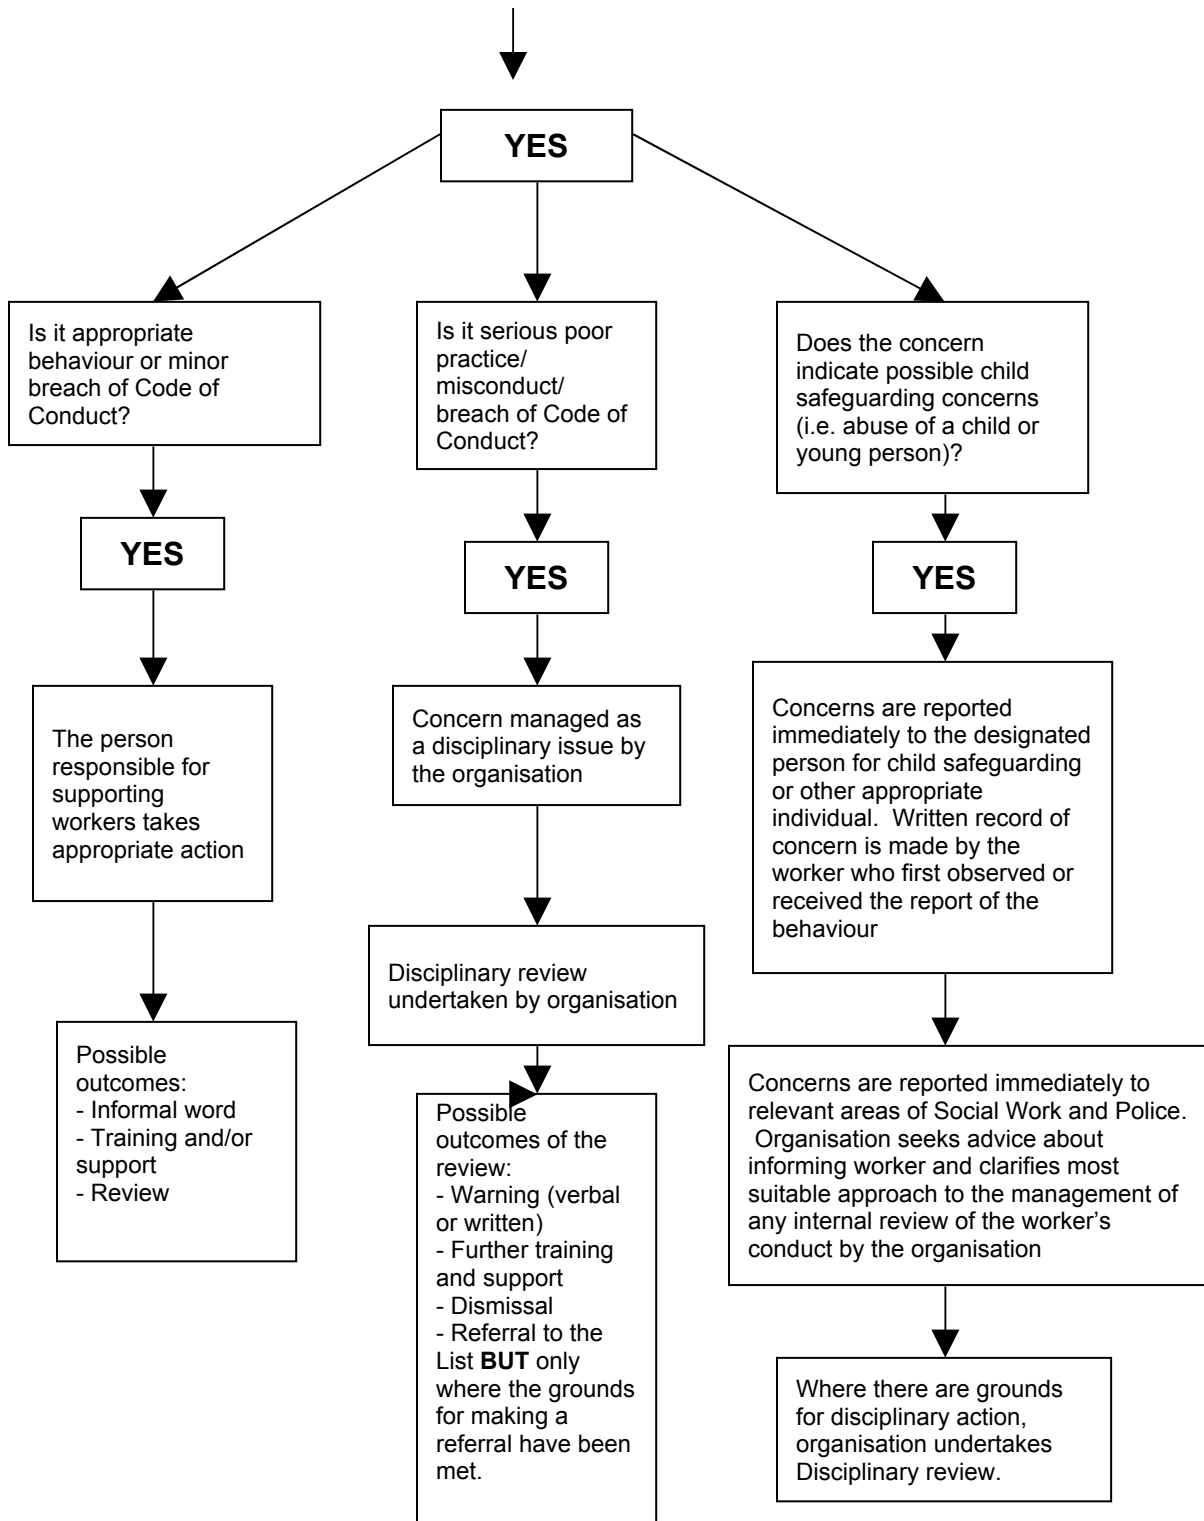 YES
Is it appropriate
behaviour or minor
breach of Code of
Conduct?
YES
The person
responsible for
supporting
workers takes
appropriate action
Possible
outcomes:
- Informal word
- Training and/or
support
- Review
Is it serious poor
practice/
misconduct/
breach of Code of
Conduct?
YES
Concern managed as
a disciplinary issue by
the organisation
Disciplinary review
undertaken by organisation
Possible
outcomes of the
review:
- Warning (verbal
or written)
- Further training
and support
- Dismissal
- Referral to the
List BUT only
where the grounds
for making a
referral have been
met.
Does the concern
indicate possible child
safeguarding concerns
(i.e. abuse of a child or
young person)?
YES
Concerns are reported
immediately to the designated
person for child safeguarding
or other appropriate
individual.  Written record of
concern is made by the
worker who first observed or
received the report of the
behaviour
Concerns are reported immediately to
relevant areas of Social Work and Police.
Organisation seeks advice about
informing worker and clarifies most
suitable approach to the management of
any internal review of the worker’s
conduct by the organisation
Where there are grounds
for disciplinary action,
organisation undertakes
Disciplinary review.